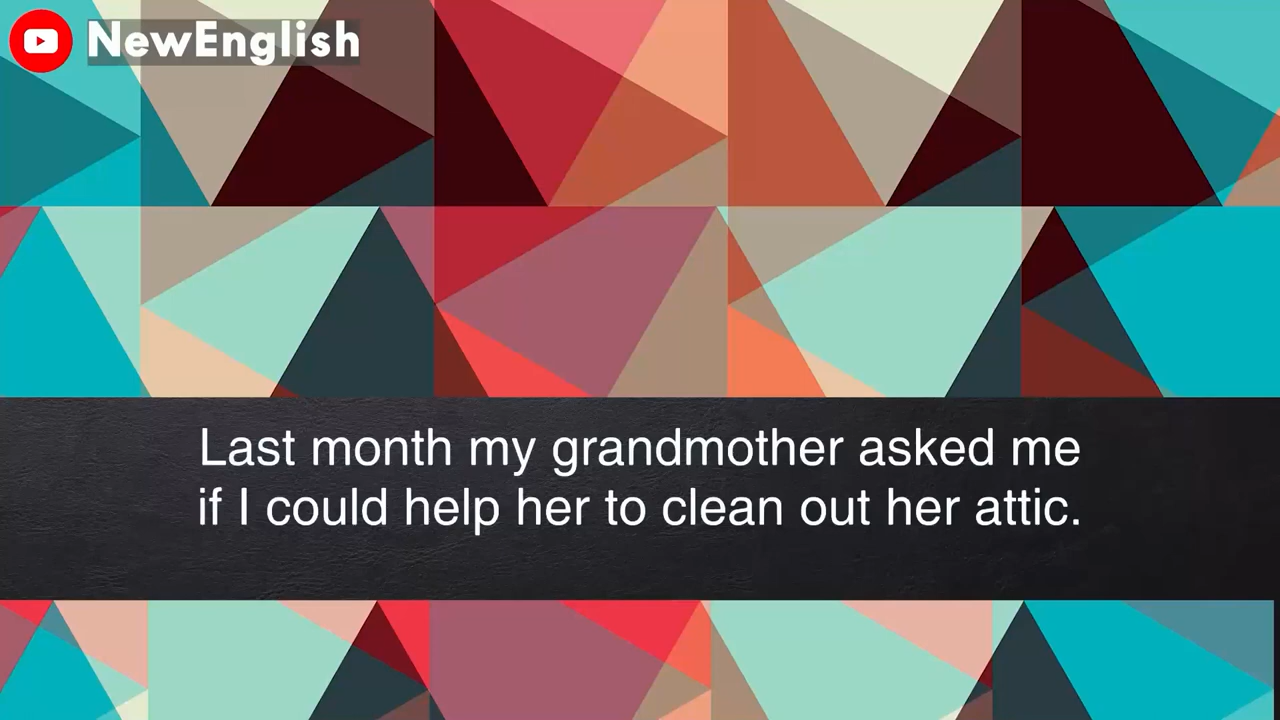 NewEnglish
Last month my grandmother asked me
if I could help her to clean out her attic.